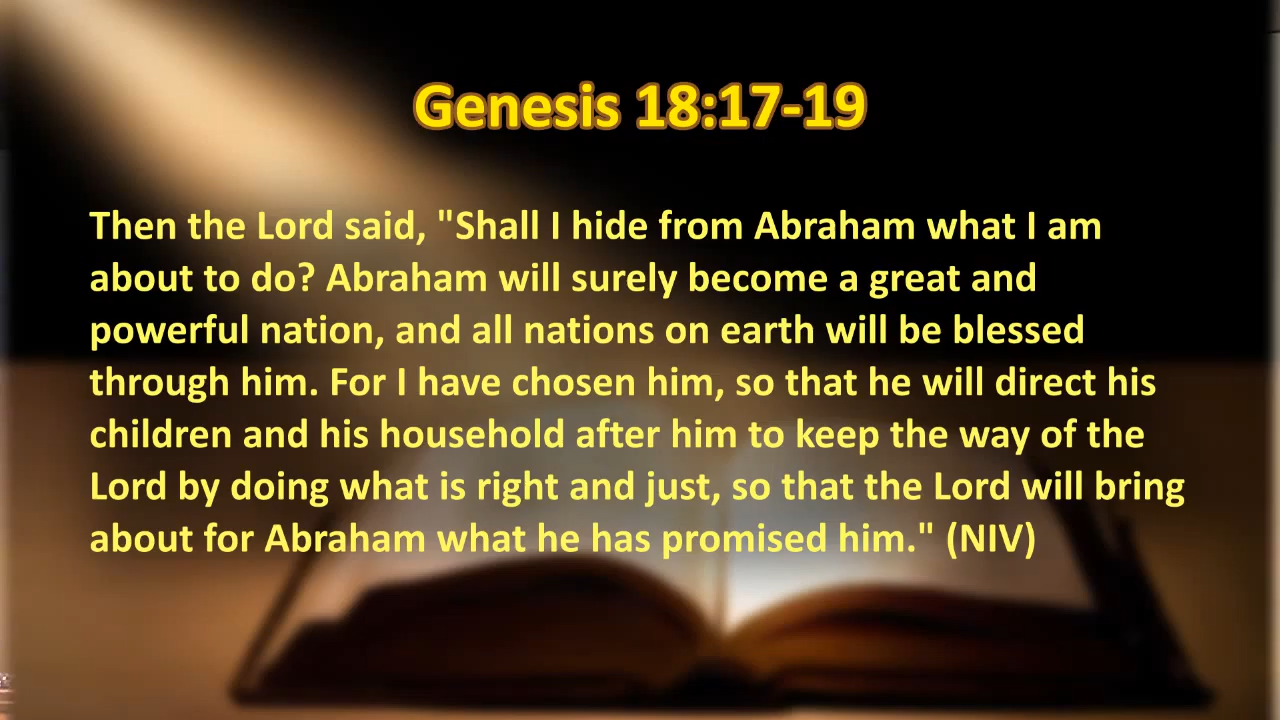 Genesis 18:17-19
Then the Lord said, "Shall I hide from Abraham what I am
about to do? Abraham will surely become a great and
powerful nation, and all nations on earth will be blessed
through him. For I have chosen him, so that he will direct his
children and his household after him to keep the way of the
Lord by doing what is right and just, so that the Lord will bring
about for Abraham what he has promised him." (NIV)